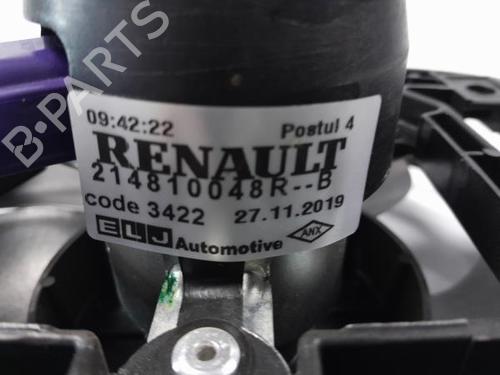 B-PARTS
09:42:22
Postul 4
RENAULT
214810048R--B
code 3422
27.11.2019
ELJ Automotive
ANX